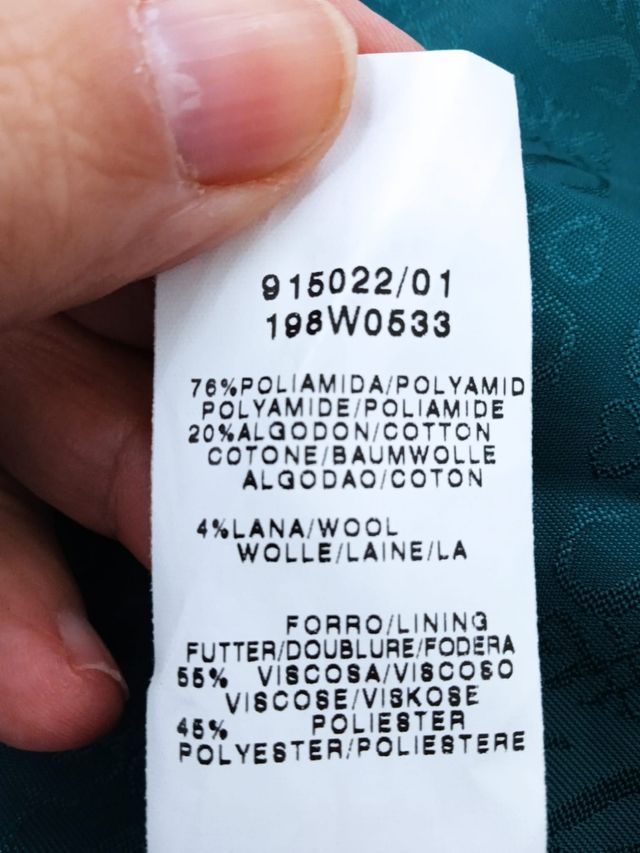 915022/01
198W0533
76%POLIAMIDA/POLYAMID
POLYAMIDE/POLIAMIDE
20%ALGODON/COTTON
COTONE/BAUMWOLLE
ALGODAO/COTON
4%LANA/WOOL
WOLLE/LAINE/LA
FORRO/LINING
FUTTER/DOUBLURE/FODERA
55% VISCOSA/VISCOSO
VISCOSE/VISKOSE
45% POLIESTER
POLYESTER/POLIESTERE